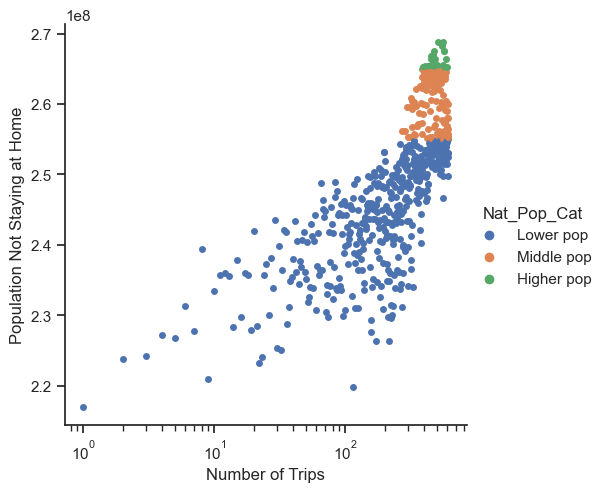 1e8
2.7
2.6
2.5
2.4
2.3
2.2
Population Not Staying at Home
10^0 10^1 10^2
Number of Trips
Nat_Pop_Cat
Lower pop
Middle pop
Higher pop